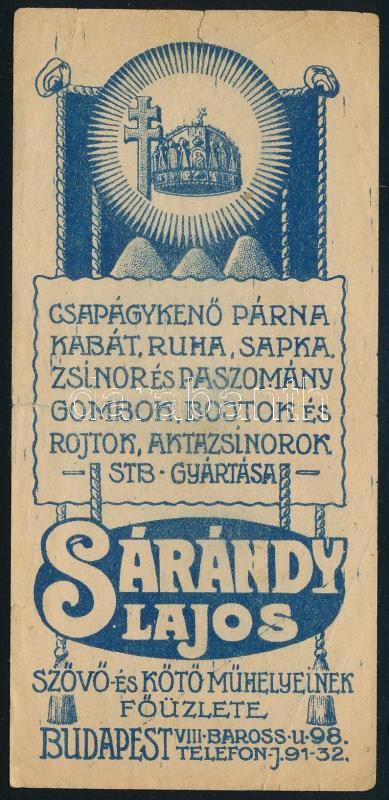 CSAPÁGYKENŐ PÁRNA
KABÁT, RUHA, SAPKA,
ZSINOR ÉS PASZOMÁNY
GOMBOK, BOJTOK ÉS
ROJTOK, AKTAZSINOROK
— STB · GYÁRTÁSA —
SÁRÁNDY
LAJOS
SZÖVŐ- ÉS KÖTŐ MŰHELYEINEK
FŐÜZLETE
BUDAPEST VIII· BAROSS· U· 98.
TELEFON· J. 91-32.
darabanth